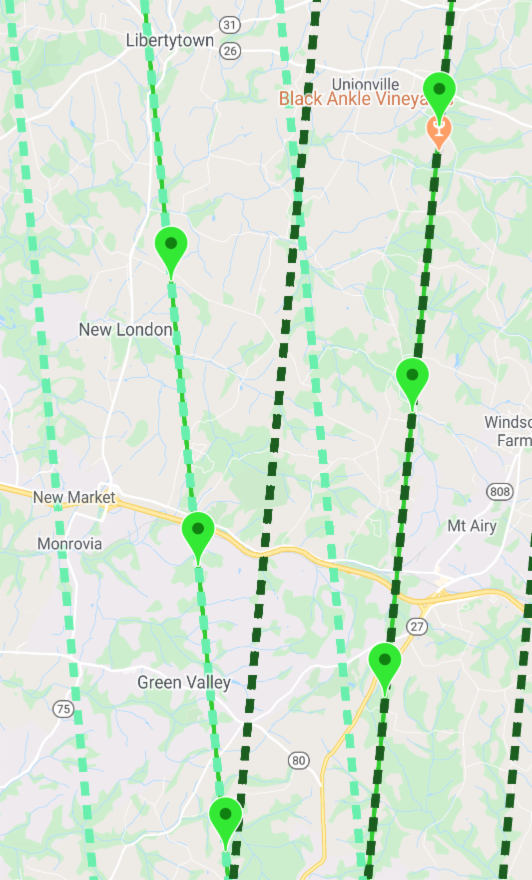 31
Libertytown
26
Unionville
Black Ankle Vineya
New London
Windso
Farm
808
New Market
Mt Airy
Monrovia
27
Green Valley
75
80